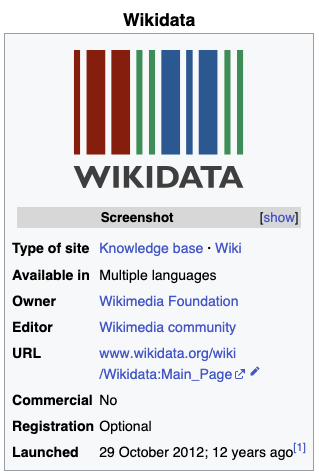 Wikidata
WIKIDATA
Screenshot [show]
Type of site Knowledge base · Wiki
Available in Multiple languages
Owner Wikimedia Foundation
Editor Wikimedia community
URL www.wikidata.org/wiki
/Wikidata:Main_Page
Commercial No
Registration Optional
Launched 29 October 2012; 12 years ago[1]